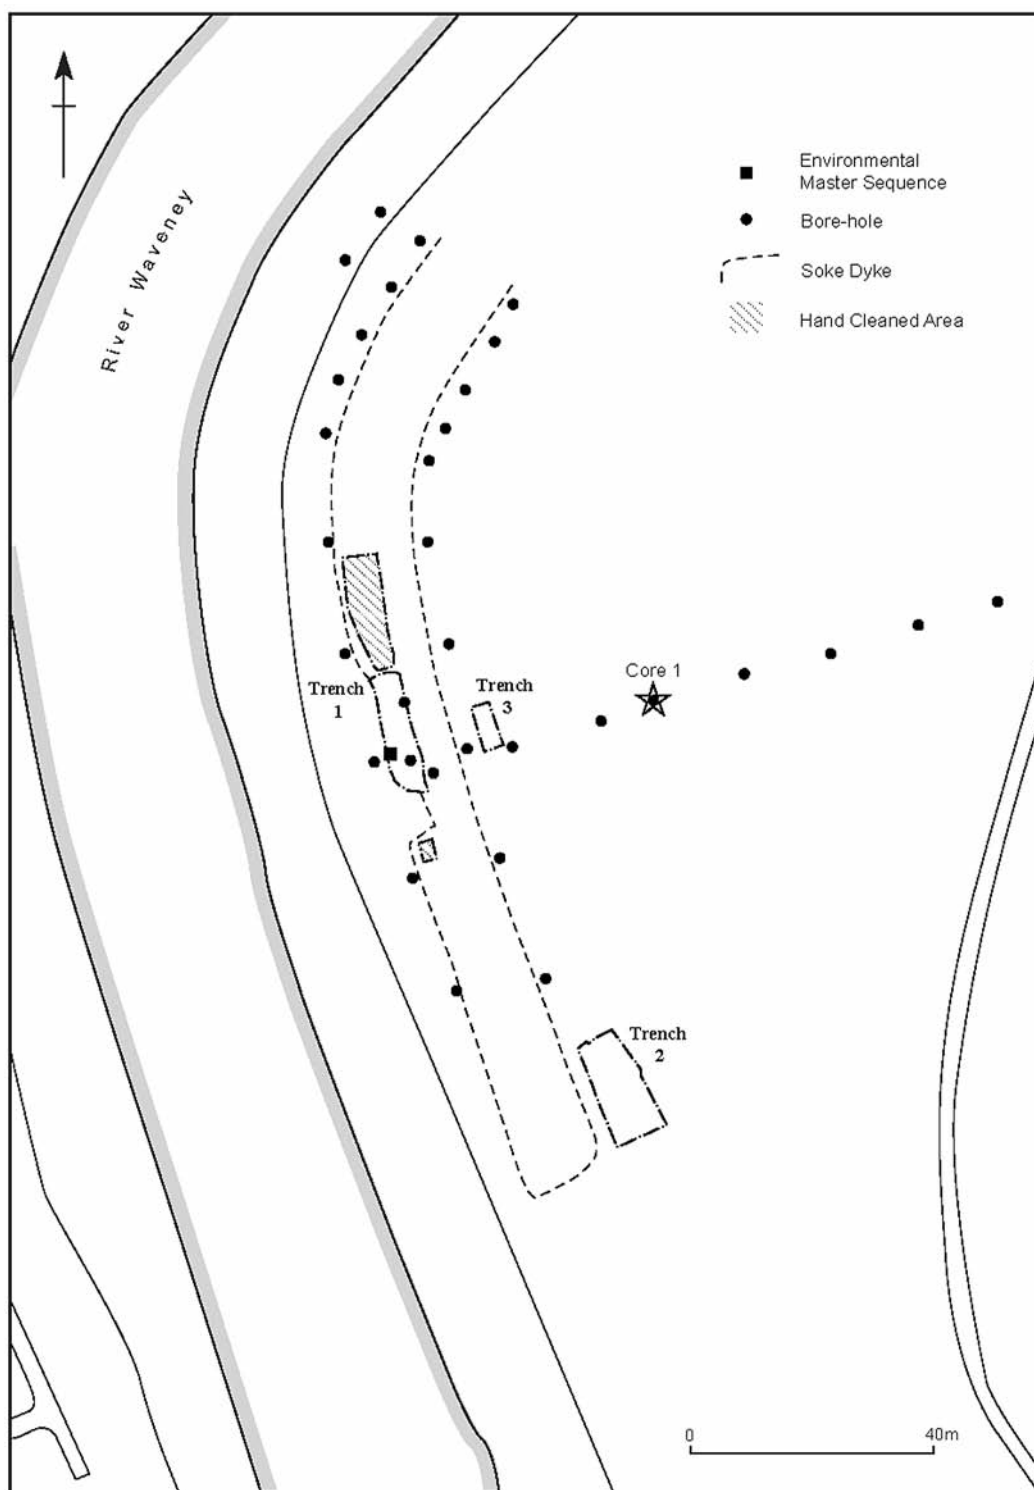 River Waveney
Environmental
Master Sequence
Bore-hole
Soke Dyke
Hand Cleaned Area
Core 1
Trench
1
Trench
3
Trench
2
0
40m